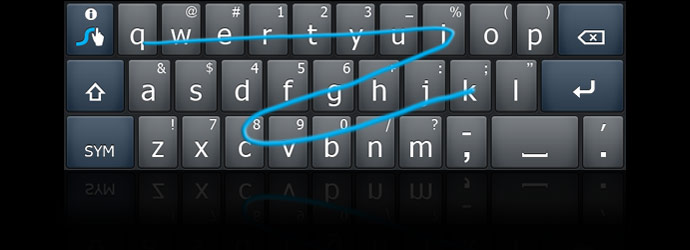 i @ # 1 2 3 _ % ( )
q w e r t y u i o p
& $ 4 5 6 + : ; "
a s d f g h j k l
! 7 8 9 0 / ?
SYM z x c v b n m - ; ' .